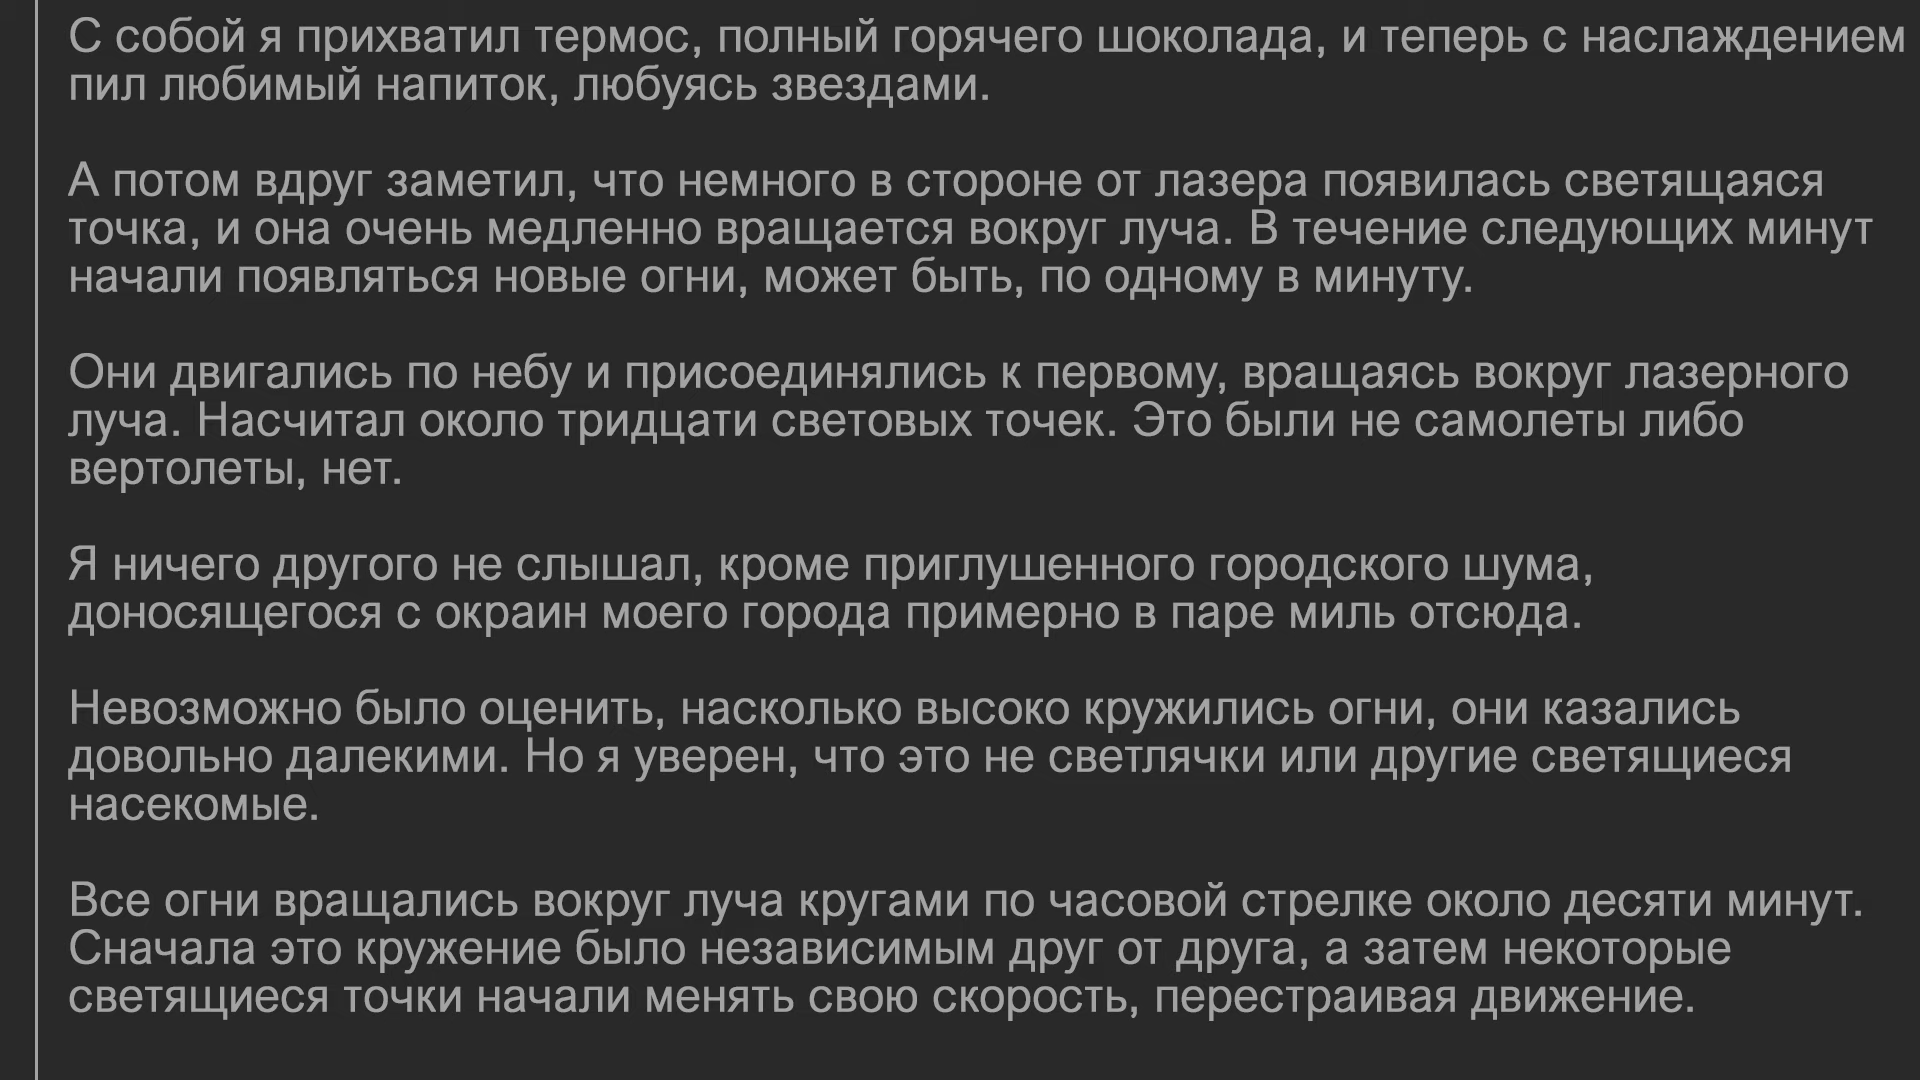 С собой я прихватил термос, полный горячего шоколада, и теперь с наслаждением
пил любимый напиток, любуясь звездами.
А потом вдруг заметил, что немного в стороне от лазера появилась светящаяся
точка, и она очень медленно вращается вокруг луча. В течение следующих минут
начали появляться новые огни, может быть, по одному в минуту.
Они двигались по небу и присоединялись к первому, вращаясь вокруг лазерного
луча. Насчитал около тридцати световых точек. Это были не самолеты либо
вертолеты, нет.
Я ничего другого не слышал, кроме приглушенного городского шума,
доносящегося с окраин моего города примерно в паре миль отсюда.
Невозможно было оценить, насколько высоко кружились огни, они казались
довольно далекими. Но я уверен, что это не светлячки или другие светящиеся
насекомые.
Все огни вращались вокруг луча кругами по часовой стрелке около десяти минут.
Сначала это кружение было независимым друг от друга, а затем некоторые
светящиеся точки начали менять свою скорость, перестраивая движение.